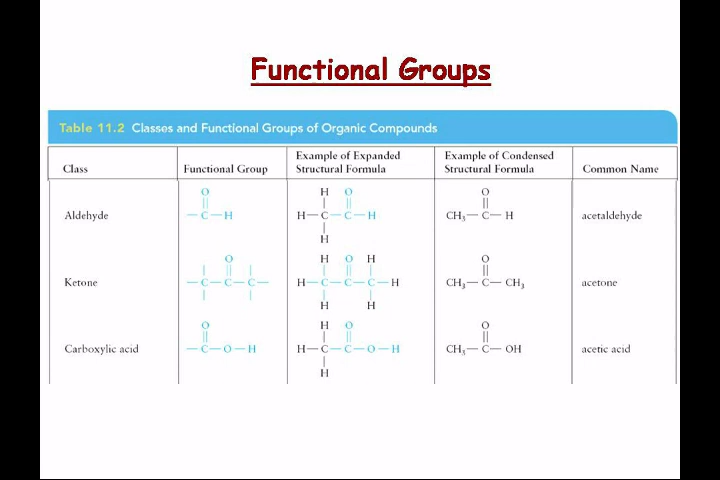 Functional Groups
Table 11.2 Classes and Functional Groups of Organic Compounds
Class
Functional Group
Example of Expanded
Structural Formula
Example of Condensed
Structural Formula
Common Name
Aldehyde
O
||
—C—H
H O
| ||
H—C—C—H
|
H
O
||
CH₃—C—H
acetaldehyde
Ketone
| O |
—C—C—C—
| |
H O H
| || |
H—C—C—C—H
| |
H H
O
||
CH₃—C—CH₃
acetone
Carboxylic acid
O
||
—C—O—H
H O
| ||
H—C—C—O—H
|
H
O
||
CH₃—C—OH
acetic acid